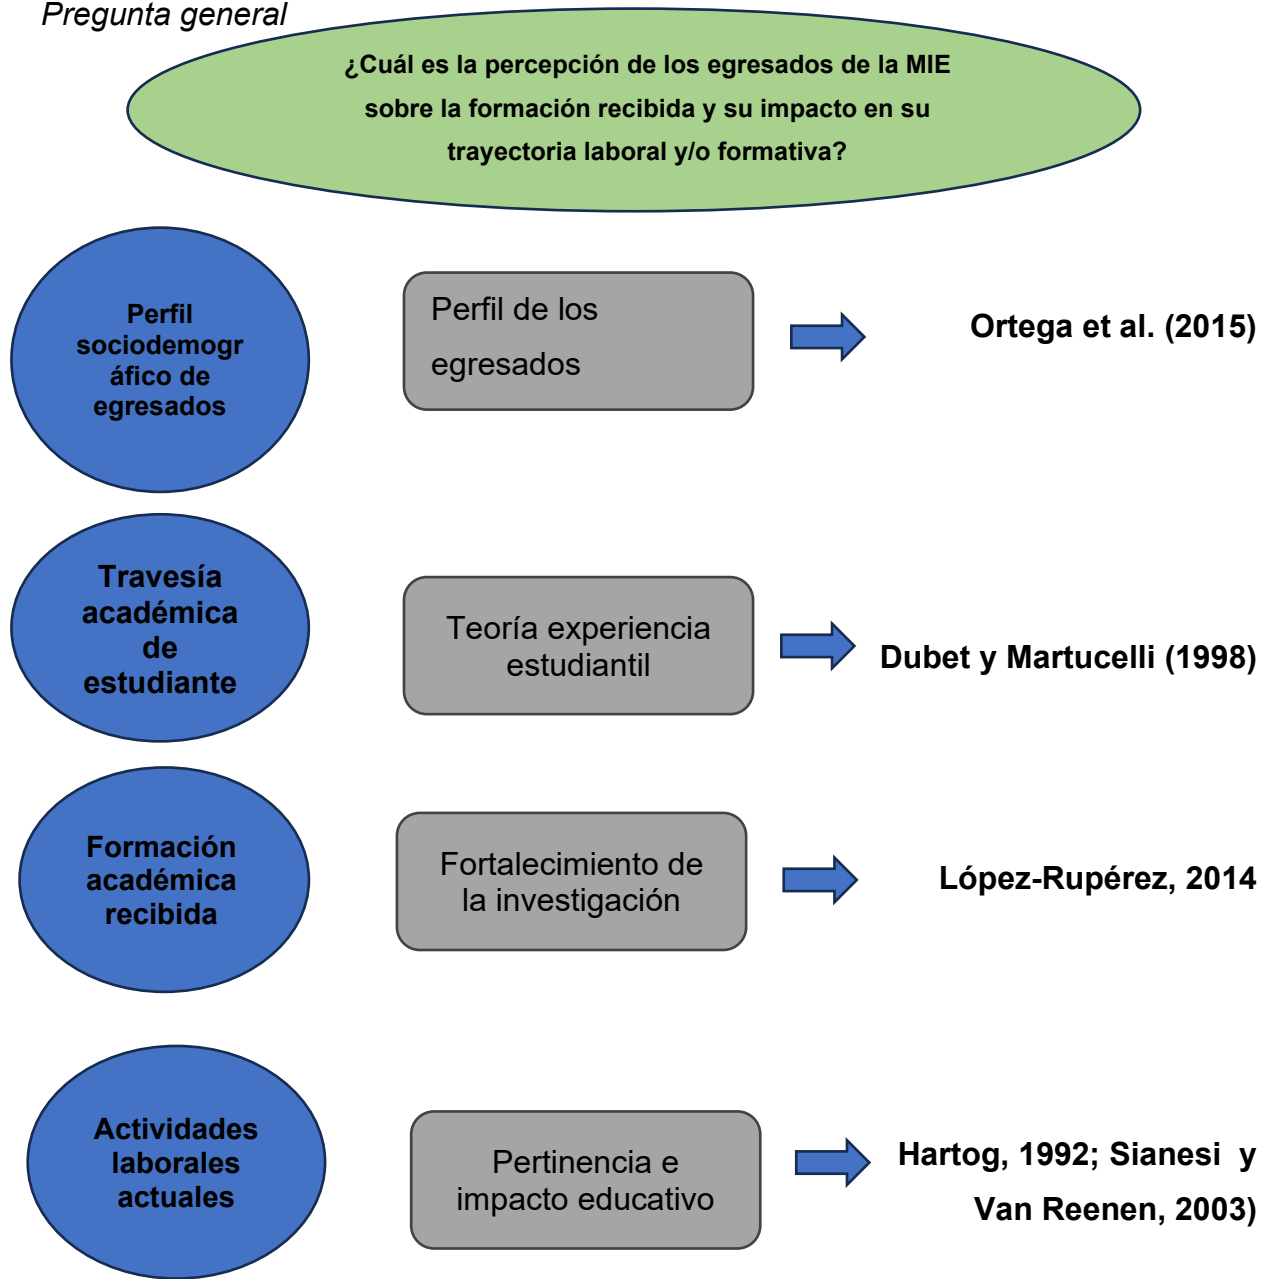 Pregunta general
¿Cuál es la percepción de los egresados de la MIE
sobre la formación recibida y su impacto en su
trayectoria laboral y/o formativa?
Perfil
sociodemogr
áfico de
egresados
Perfil de los
egresados
Ortega et al. (2015)
Travesía
académica
de
estudiante
Teoría experiencia
estudiantil
Dubet y Martucelli (1998)
Formación
académica
recibida
Fortalecimiento de
la investigación
López-Rupérez, 2014
Actividades
laborales
actuales
Pertinencia e
impacto educativo
Hartog, 1992; Sianesi y
Van Reenen, 2003)